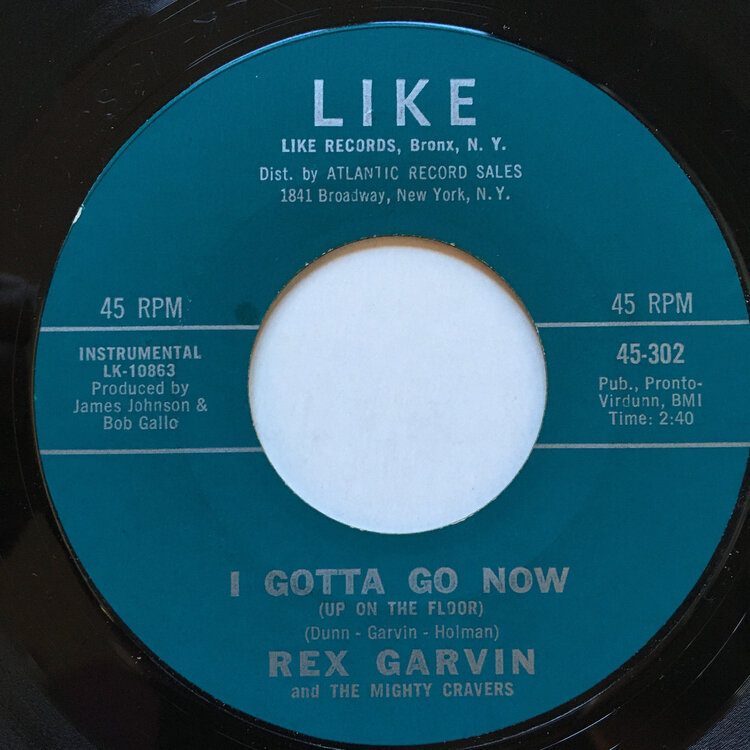 LIKE
LIKE RECORDS, Bronx, N. Y.
Dist. by ATLANTIC RECORD SALES
1841 Broadway, New York, N.Y.
45 RPM
45 RPM
INSTRUMENTAL
LK-10863
Produced by
James Johnson &
Bob Gallo
45-302
Pub., Pronto-
Virdunn, BMI
Time: 2:40
I GOTTA GO NOW
(UP ON THE FLOOR)
(Dunn - Garvin - Holman)
REX GARVIN
and THE MIGHTY CRAVERS